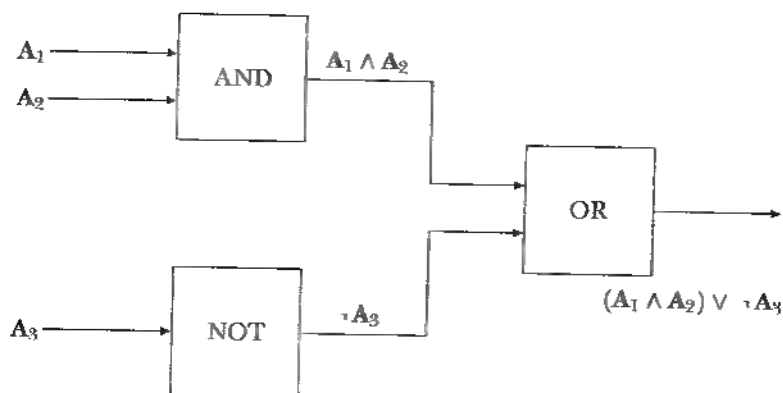 A₁
A₂
AND
A₁ ∧ A₂
OR
(A₁ ∧ A₂) ∨ ¬A₃
A₃
NOT
¬A₃